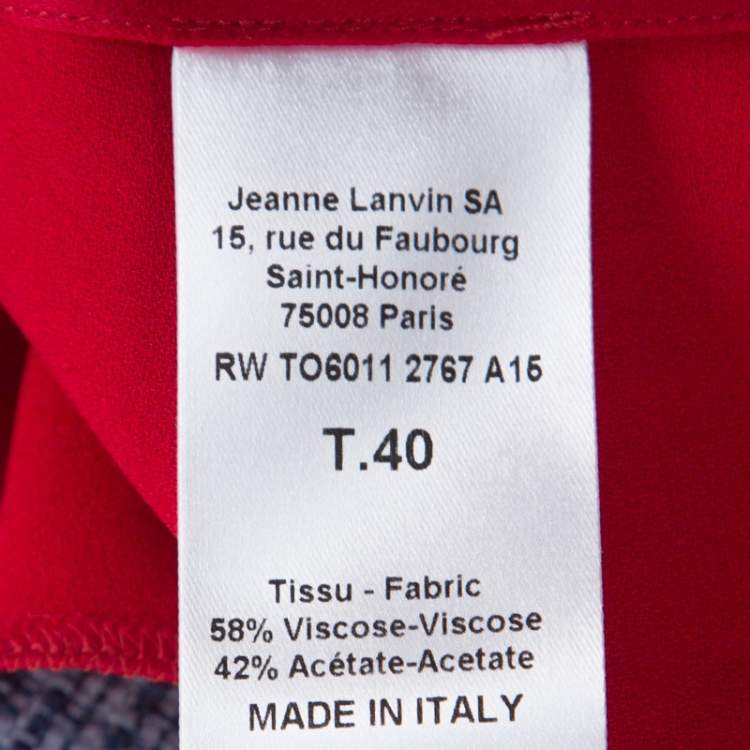 Jeanne Lanvin SA
15, rue du Faubourg
Saint-Honoré
75008 Paris
RW TO6011 2767 A15
T.40
Tissu - Fabric
58% Viscose-Viscose
42% Acétate-Acetate
MADE IN ITALY